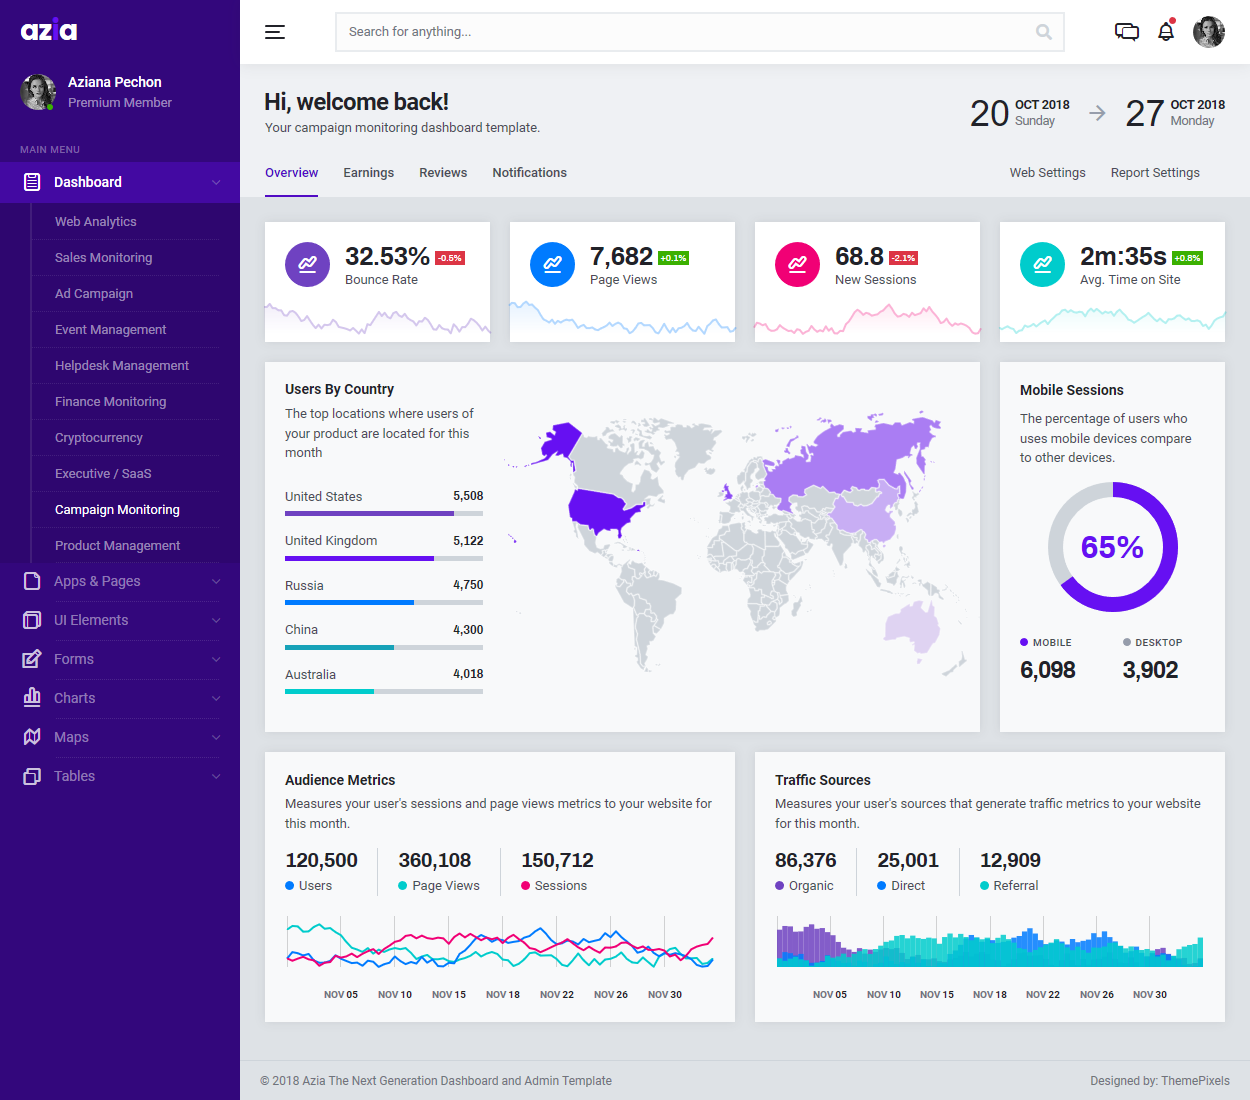 azia
Aziana Pechon
Premium Member
MAIN MENU
Dashboard
Web Analytics
Sales Monitoring
Ad Campaign
Event Management
Helpdesk Management
Finance Monitoring
Cryptocurrency
Executive / SaaS
Campaign Monitoring
Product Management
Apps & Pages
UI Elements
Forms
Charts
Maps
Tables
Search for anything...
Hi, welcome back!
Your campaign monitoring dashboard template.
20 OCT 2018 Sunday
27 OCT 2018 Monday
Overview Earnings Reviews Notifications
Web Settings Report Settings
32.53% -0.5%
Bounce Rate
7,682 +0.1%
Page Views
68.8 -2.1%
New Sessions
2m:35s +0.8%
Avg. Time on Site
Users By Country
The top locations where users of
your product are located for this
month
United States 5,508
United Kingdom 5,122
Russia 4,750
China 4,300
Australia 4,018
Mobile Sessions
The percentage of users who
uses mobile devices compare
to other devices.
65%
MOBILE DESKTOP
6,098 3,902
Audience Metrics
Measures your user's sessions and page views metrics to your website for
this month.
120,500 360,108 150,712
Users Page Views Sessions
NOV 05 NOV 10 NOV 15 NOV 18 NOV 22 NOV 26 NOV 30
Traffic Sources
Measures your user's sources that generate traffic metrics to your website
for this month.
86,376 25,001 12,909
Organic Direct Referral
NOV 05 NOV 10 NOV 15 NOV 18 NOV 22 NOV 26 NOV 30
© 2018 Azia The Next Generation Dashboard and Admin Template
Designed by: ThemePixels